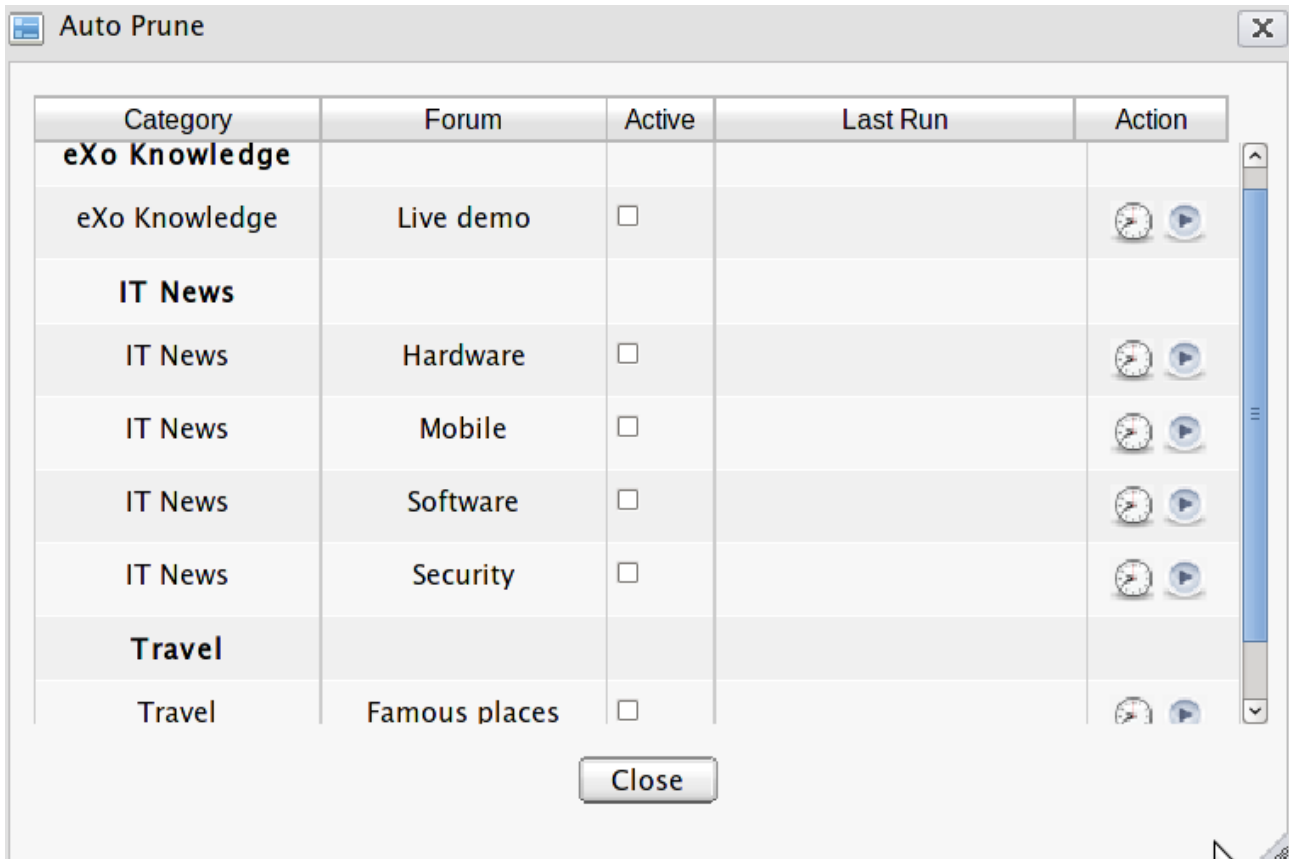 Auto Prune
Category Forum Active Last Run Action
eXo Knowledge
eXo Knowledge Live demo
IT News
IT News Hardware
IT News Mobile
IT News Software
IT News Security
Travel
Travel Famous places
Close